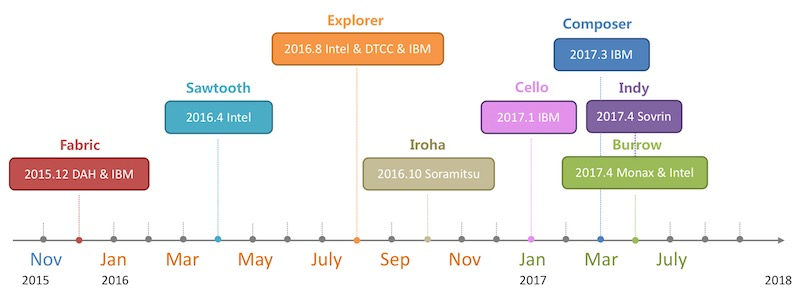 Explorer
2016.8 Intel & DTCC & IBM
Composer
2017.3 IBM
Sawtooth
2016.4 Intel
Cello
2017.1 IBM
Indy
2017.4 Sovrin
Fabric
2015.12 DAH & IBM
Iroha
2016.10 Soramitsu
Burrow
2017.4 Monax & Intel
Nov Jan Mar May July Sep Nov Jan Mar July
2015 2016 2017 2018